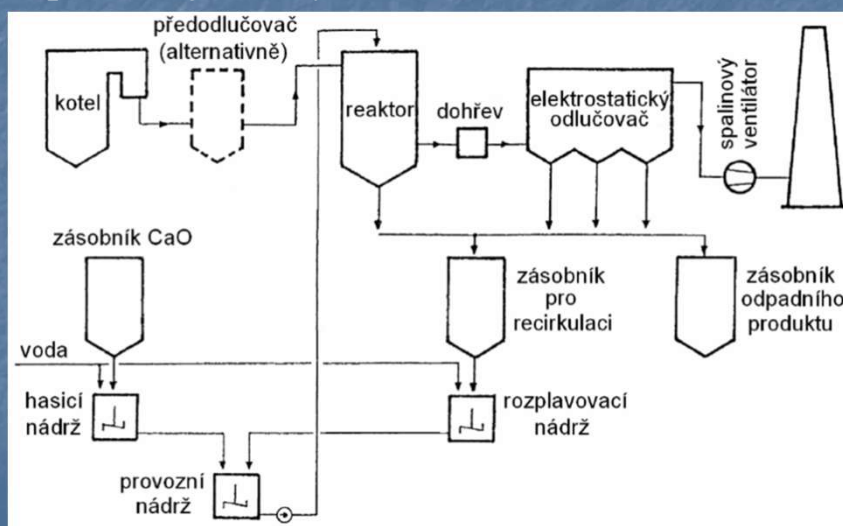 předodlučovač
(alternativně)
kotel
reaktor
dohřev
elektrostatický
odlučovač
spalinový
ventilátor
zásobník CaO
zásobník
pro
recirkulaci
zásobník
odpadního
produktu
voda
hasicí
nádrž
rozplavovací
nádrž
provozní
nádrž